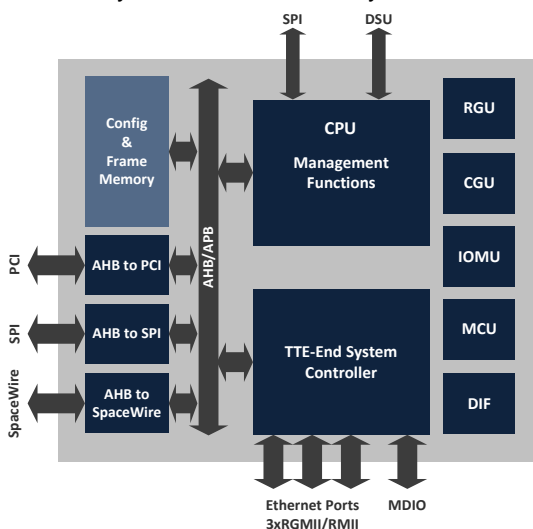 SPI
DSU
Config
&
Frame
Memory
CPU
Management
Functions
RGU
CGU
IOMU
MCU
DIF
AHB/APB
PCI
AHB to PCI
SPI
AHB to SPI
SpaceWire
AHB to
SpaceWire
TTE-End System
Controller
Ethernet Ports
3xRGMII/RMII
MDIO